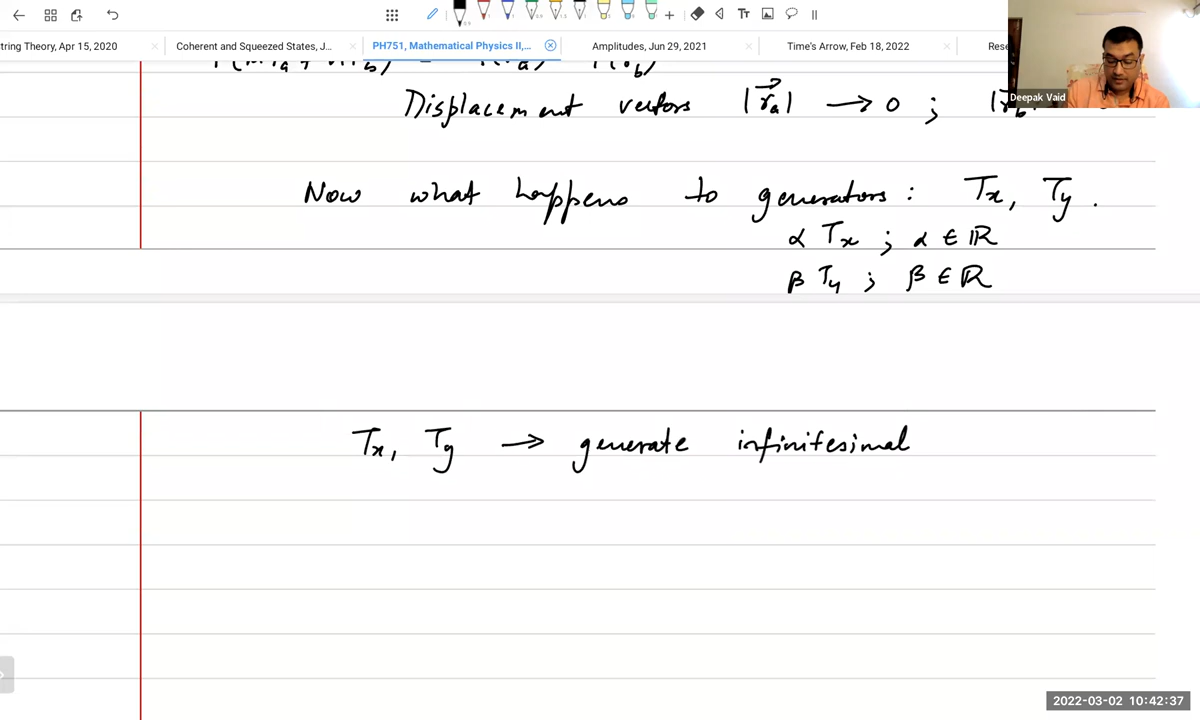 tring Theory, Apr 15, 2020 Coherent and Squeezed States, J... PH751, Mathematical Physics II,... Amplitudes, Jun 29, 2021 Time's Arrow, Feb 18, 2022 Rese
Deepak Vaid
Displacement vectors |r⃗a| → 0 ;
Now what happens to generators : Tx, Ty .
α Tx ; α ∈ ℝ
β Ty ; β ∈ ℝ
Tx, Ty → generate infinitesimal
2022-03-02 10:42:37